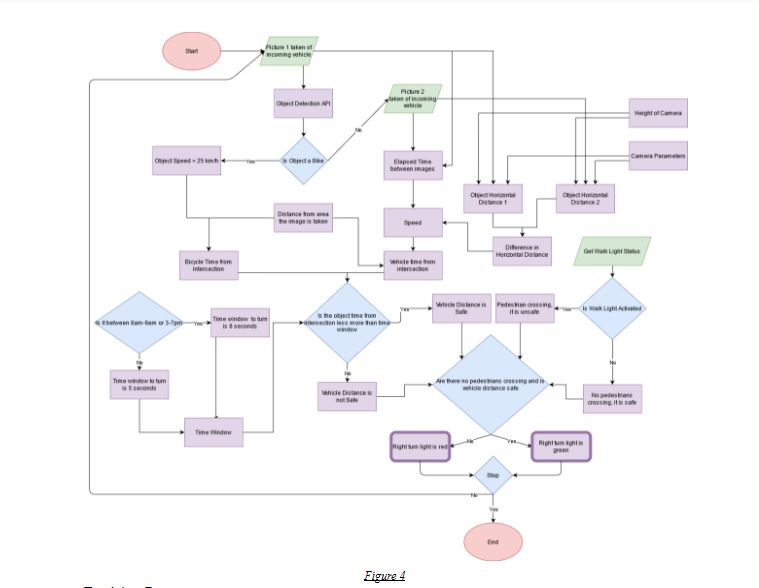 Start
Picture 1 taken of
incoming vehicle
Object Detection API
Picture 2
taken of incoming
vehicle
No
Height of Camera
Is Object a Bike
Yes
Object Speed = 25 km/h
Elapsed Time
between images
Camera Parameters
Object Horizontal
Distance 1
Object Horizontal
Distance 2
Distance from area
the image is taken
Speed
Difference in
Horizontal Distance
Get Walk Light Status
Bicycle Time from
intersection
Vehicle time from
intersection
Is it between 8am-9am or 3-7pm
Yes
Time window to turn
is 8 seconds
Is the object time from
intersection less more than time
window
Yes
Vehicle Distance is
Safe
Pedestrian crossing,
it is unsafe
Yes
Is Walk Light Activated
No
No
No
Time window to turn
is 5 seconds
Vehicle Distance is
not Safe
Are there no pedestrians crossing and is
vehicle distance safe
No pedestrians
crossing, it is safe
Time Window
Right turn light is red
No
Yes
Right turn light is
green
Stop
No
Yes
End
Figure 4